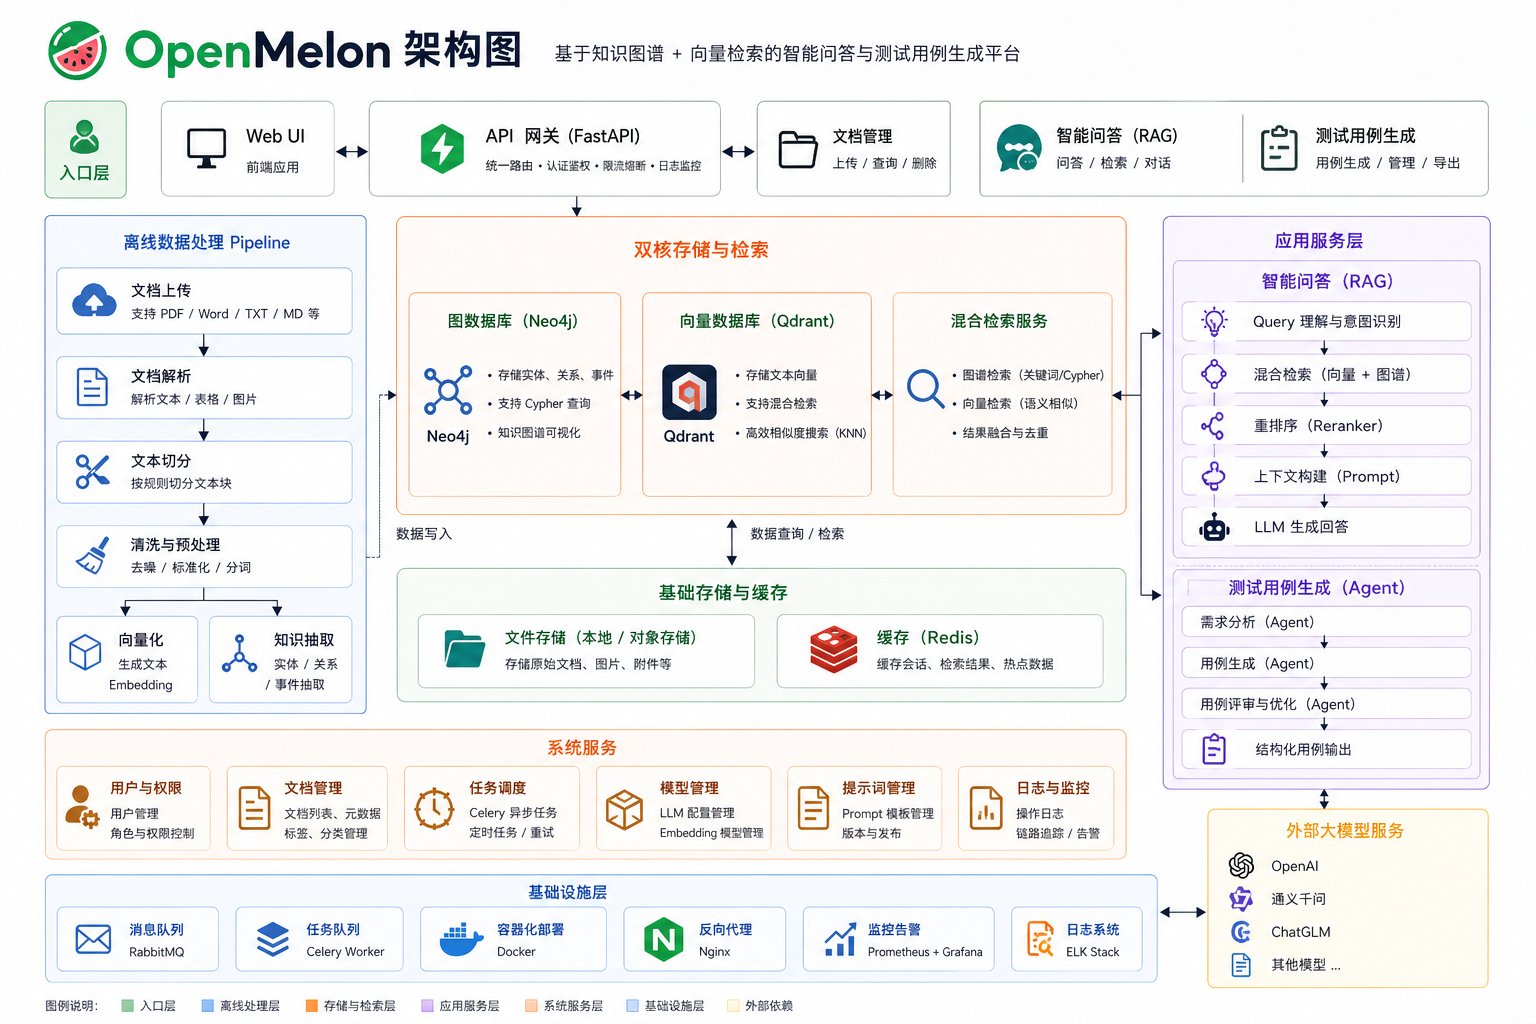 OpenMelon 架构图
基于知识图谱 + 向量检索的智能问答与测试用例生成平台
入口层
Web UI
前端应用
API 网关 (FastAPI)
统一路由 • 认证鉴权 • 限流熔断 • 日志监控
文档管理
上传 / 查询 / 删除
智能问答（RAG）
问答 / 检索 / 对话
测试用例生成
用例生成 / 管理 / 导出
离线数据处理 Pipeline
文档上传
支持 PDF / Word / TXT / MD 等
文档解析
解析文本 / 表格 / 图片
文本切分
按规则切分文本块
清洗与预处理
去噪 / 标准化 / 分词
向量化
生成文本
Embedding
知识抽取
实体 / 关系
/ 事件抽取
双核存储与检索
图数据库（Neo4j）
Neo4j
• 存储实体、关系、事件
• 支持 Cypher 查询
• 知识图谱可视化
向量数据库（Qdrant）
Qdrant
• 存储文本向量
• 支持混合检索
• 高效相似度搜索（KNN）
混合检索服务
• 图谱检索（关键词/Cypher）
• 向量检索（语义相似）
• 结果融合与去重
数据写入
数据查询 / 检索
基础存储与缓存
文件存储（本地 / 对象存储）
存储原始文档、图片、附件等
缓存（Redis）
缓存会话、检索结果、热点数据
应用服务层
智能问答（RAG）
Query 理解与意图识别
混合检索（向量 + 图谱）
重排序（Reranker）
上下文构建（Prompt）
LLM 生成回答
测试用例生成（Agent）
需求分析（Agent）
用例生成（Agent）
用例评审与优化（Agent）
结构化用例输出
系统服务
用户与权限
用户管理
角色与权限控制
文档管理
文档列表、元数据
标签、分类管理
任务调度
Celery 异步任务
定时任务 / 重试
模型管理
LLM 配置管理
Embedding 模型管理
提示词管理
Prompt 模板管理
版本与发布
日志与监控
操作日志
链路追踪 / 告警
外部大模型服务
OpenAI
通义千问
ChatGLM
其他模型 ...
基础设施层
消息队列
RabbitMQ
任务队列
Celery Worker
容器化部署
Docker
反向代理
Nginx
监控告警
Prometheus + Grafana
日志系统
ELK Stack
图例说明：
入口层
离线处理层
存储与检索层
应用服务层
系统服务层
基础设施层
外部依赖